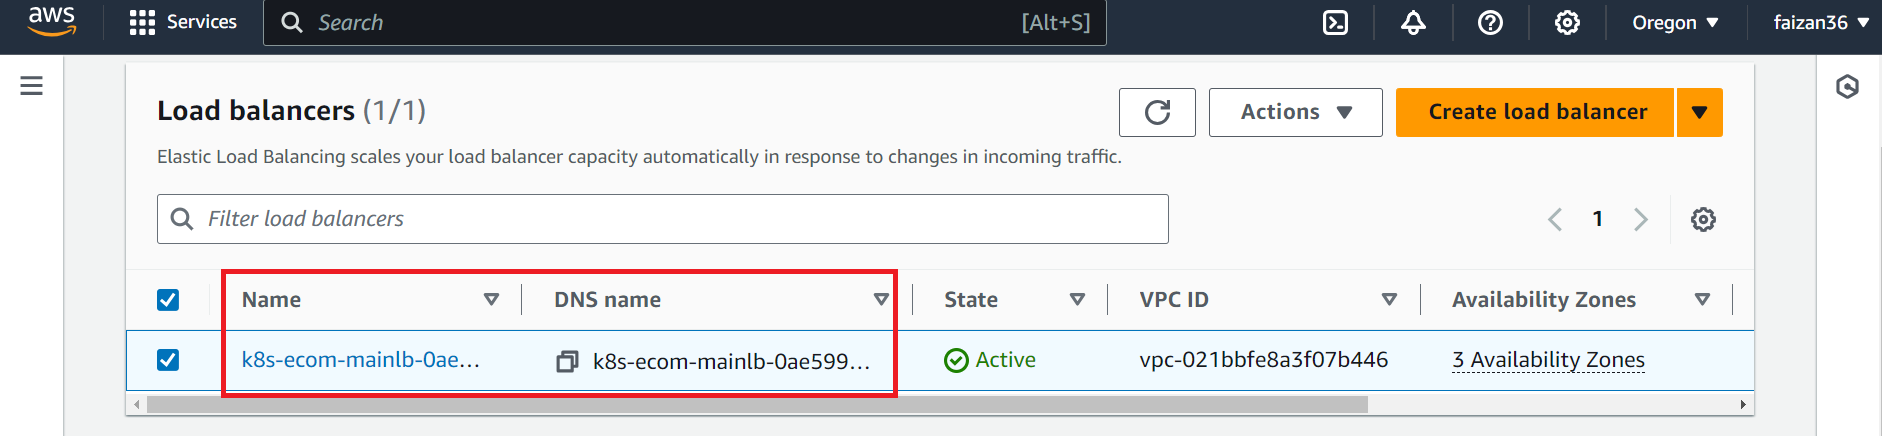 aws Services Search [Alt+S] Oregon faizan36
Load balancers (1/1) Actions Create load balancer
Elastic Load Balancing scales your load balancer capacity automatically in response to changes in incoming traffic.
Filter load balancers 1
Name DNS name State VPC ID Availability Zones
k8s-ecom-mainlb-0ae... k8s-ecom-mainlb-0ae599... Active vpc-021bbfe8a3f07b446 3 Availability Zones